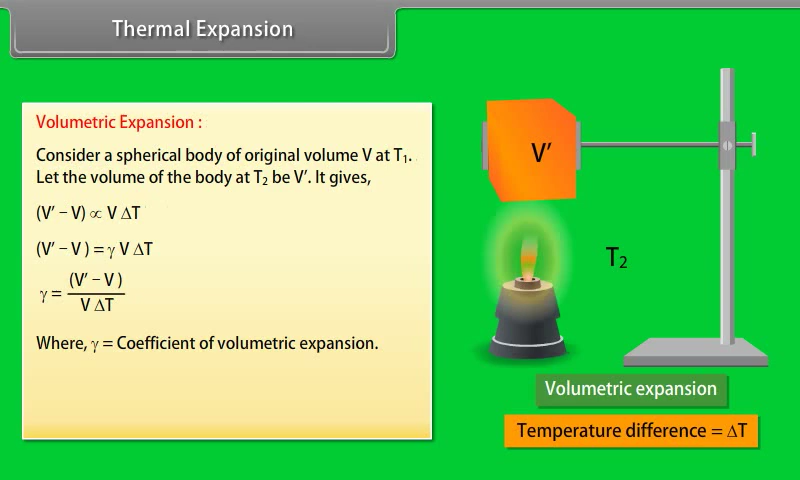 Thermal Expansion
Volumetric Expansion :
Consider a spherical body of original volume V at T₁.
Let the volume of the body at T₂ be V′. It gives,
(V′ − V) ∝ V ΔT
(V′ − V ) = γ V ΔT
γ = (V′ − V ) / V ΔT
Where, γ = Coefficient of volumetric expansion.
V′
T₂
Volumetric expansion
Temperature difference = ΔT